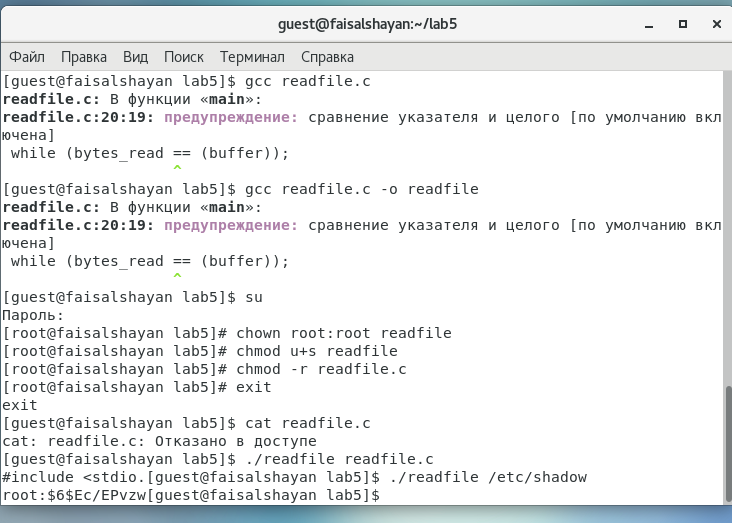 guest@faisalshayan:~/lab5
Файл Правка Вид Поиск Терминал Справка
[guest@faisalshayan lab5]$ gcc readfile.c
readfile.c: В функции «main»:
readfile.c:20:19: предупреждение: сравнение указателя и целого [по умолчанию вкл
ючена]
 while (bytes_read == (buffer));
                   ^
[guest@faisalshayan lab5]$ gcc readfile.c -o readfile
readfile.c: В функции «main»:
readfile.c:20:19: предупреждение: сравнение указателя и целого [по умолчанию вкл
ючена]
 while (bytes_read == (buffer));
                   ^
[guest@faisalshayan lab5]$ su
Пароль:
[root@faisalshayan lab5]# chown root:root readfile
[root@faisalshayan lab5]# chmod u+s readfile
[root@faisalshayan lab5]# chmod -r readfile.c
[root@faisalshayan lab5]# exit
exit
[guest@faisalshayan lab5]$ cat readfile.c
cat: readfile.c: Отказано в доступе
[guest@faisalshayan lab5]$ ./readfile readfile.c
#include <stdio.[guest@faisalshayan lab5]$ ./readfile /etc/shadow
root:$6$Ec/EPvzw[guest@faisalshayan lab5]$